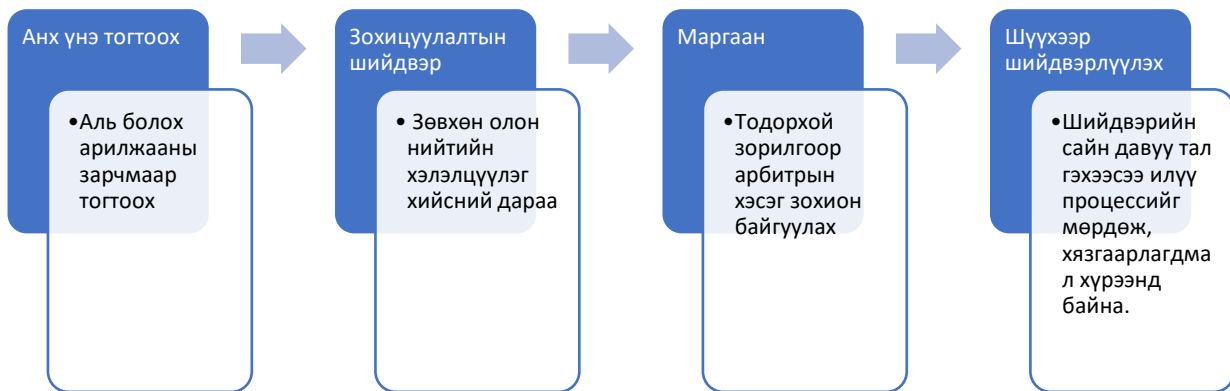 Анх үнэ тогтоох
•Аль болох
арилжааны
зарчмаар
тогтоох
Зохицуулалтын
шийдвэр
• Зөвхөн олон
нийтийн
хэлэлцүүлэг
хийсний дараа
Маргаан
•Тодорхой
зорилгоор
арбитрын
хэсэг зохион
байгуулах
Шүүхээр
шийдвэрлүүлэх
•Шийдвэрийн
сайн давуу тал
гэхээсээ илүү
процессийг
мөрдөж,
хязгаарлагдма
л хүрээнд
байна.